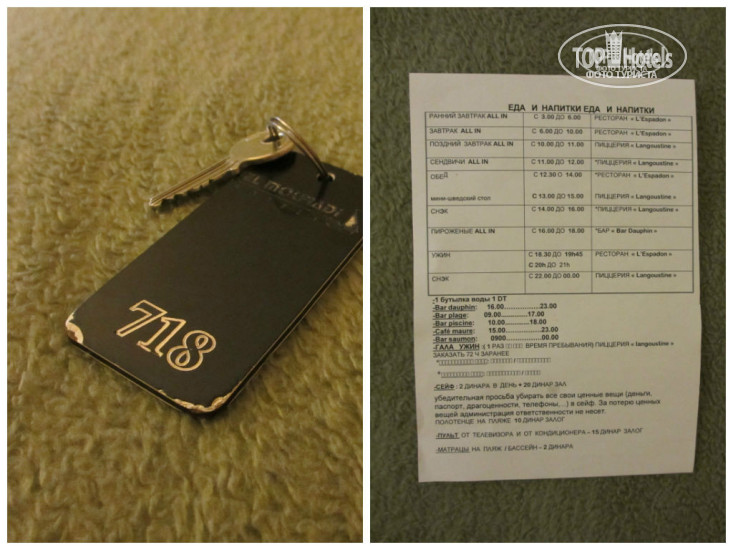 718
TOP Hotels
ФОТО ТУРИСТА
ЕДА И НАПИТКИ ЕДА И НАПИТКИ
РАННИЙ ЗАВТРАК ALL IN С 3.00 ДО 6.00 РЕСТОРАН « L'Espadon »
ЗАВТРАК ALL IN С 6.00 ДО 10.00 РЕСТОРАН « L'Espadon »
ПОЗДНИЙ ЗАВТРАК ALL IN С 10.00 ДО 11.00 ПИЦЦЕРИЯ « Langoustine »
СЕНДВИЧИ ALL IN С 11.00 ДО 12.00 *ПИЦЦЕРИЯ « Langoustine »
ОБЕД С 12.30 О 14.00 *РЕСТОРАН « L'Espadon »
мини-шведский стол С 13.00 ДО 15.00 ПИЦЦЕРИЯ « Langoustine »
СНЭК С 14.00 ДО 16.00 *ПИЦЦЕРИЯ « Langoustine »
ПИРОЖЕНЫЕ ALL IN С 16.00 ДО 18.00 *БАР « Bar Dauphin »
УЖИН С 18.30 ДО 19h45 РЕСТОРАН « L'Espadon »
С 20h ДО 21h
СНЭК С 22.00 ДО 00.00 ПИЦЦЕРИЯ « Langoustine »
-1 бутылка воды 1 DT
-Bar dauphin: 16.00..............23.00
-Bar plage: 09.00............17.00
-Bar piscine: 10.00............18.00
-Café maure: 15.00..............23.00
-Bar saumon: 0900..............00.00
-ГАЛА УЖИН :( 1 РАЗ ВРЕМЯ ПРЕБЫВАНИЯ) ПИЦЦЕРИЯ « langoustine »
ЗАКАЗАТЬ 72 Ч ЗАРАНЕЕ
-СЕЙФ : 2 ДИНАРА В ДЕНЬ + 20 ДИНАР ЗАЛ
убедительная просьба убирать все свои ценные вещи (деньги,
паспорт, драгоценности, телефоны,...) в сейф. За потерю ценных
вещей администрация ответственности не несет.
ПОЛОТЕНЦЕ НА ПЛЯЖЕ 10 ДИНАР ЗАЛОГ
-ПУЛЬТ ОТ ТЕЛЕВИЗОРА И ОТ КОНДИЦИОНЕРА – 15 ДИНАР ЗАЛОГ
-МАТРАЦЫ НА ПЛЯЖ / БАССЕЙН – 2 ДИНАРА